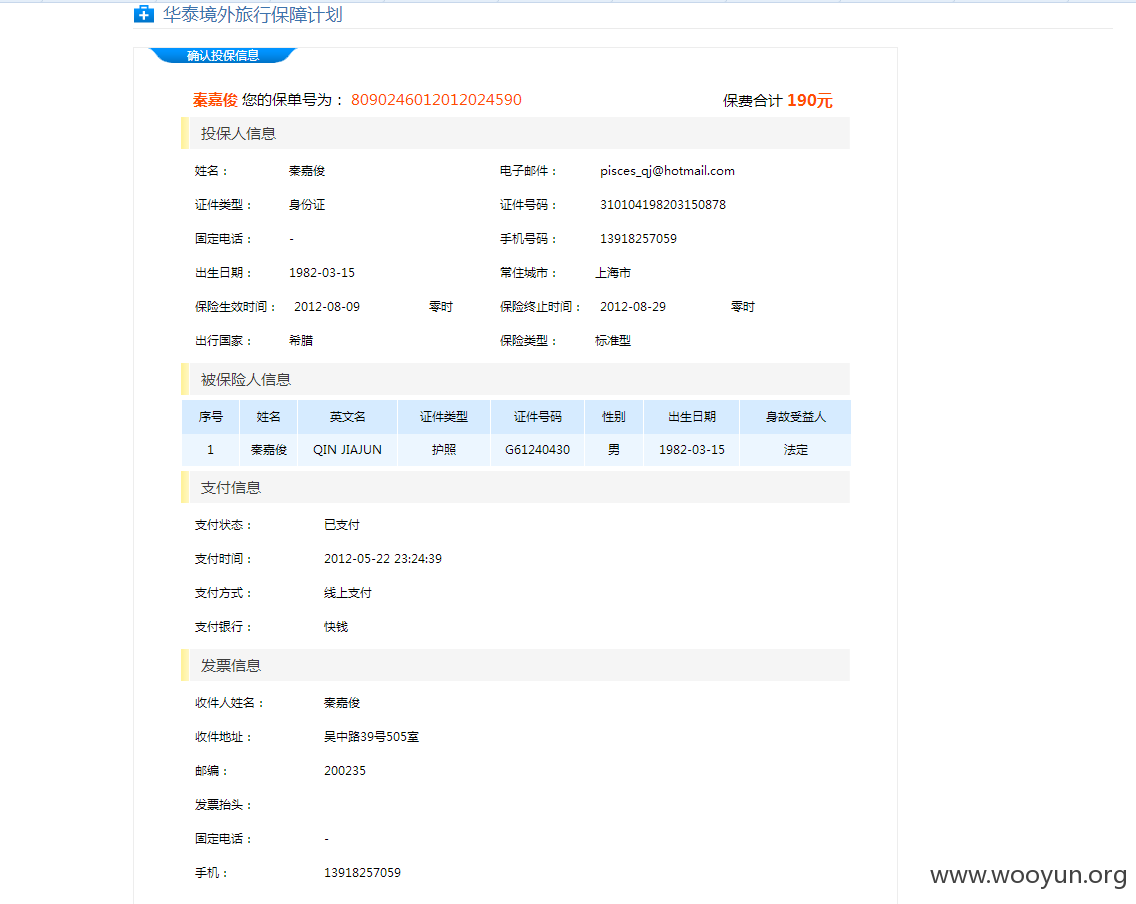 华泰境外旅行保障计划
确认投保信息
秦嘉俊 您的保单号为： 8090246012012024590 保费合计 190元
投保人信息
姓名： 秦嘉俊 电子邮件： pisces_qj@hotmail.com
证件类型： 身份证 证件号码： 310104198203150878
固定电话： - 手机号码： 13918257059
出生日期： 1982-03-15 常住城市： 上海市
保险生效时间： 2012-08-09 零时 保险终止时间： 2012-08-29 零时
出行国家： 希腊 保险类型： 标准型
被保险人信息
序号 姓名 英文名 证件类型 证件号码 性别 出生日期 身故受益人
1 秦嘉俊 QIN JIAJUN 护照 G61240430 男 1982-03-15 法定
支付信息
支付状态： 已支付
支付时间： 2012-05-22 23:24:39
支付方式： 线上支付
支付银行： 快钱
发票信息
收件人姓名： 秦嘉俊
收件地址： 吴中路39号505室
邮编： 200235
发票抬头：
固定电话： -
手机： 13918257059
www.wooyun.org